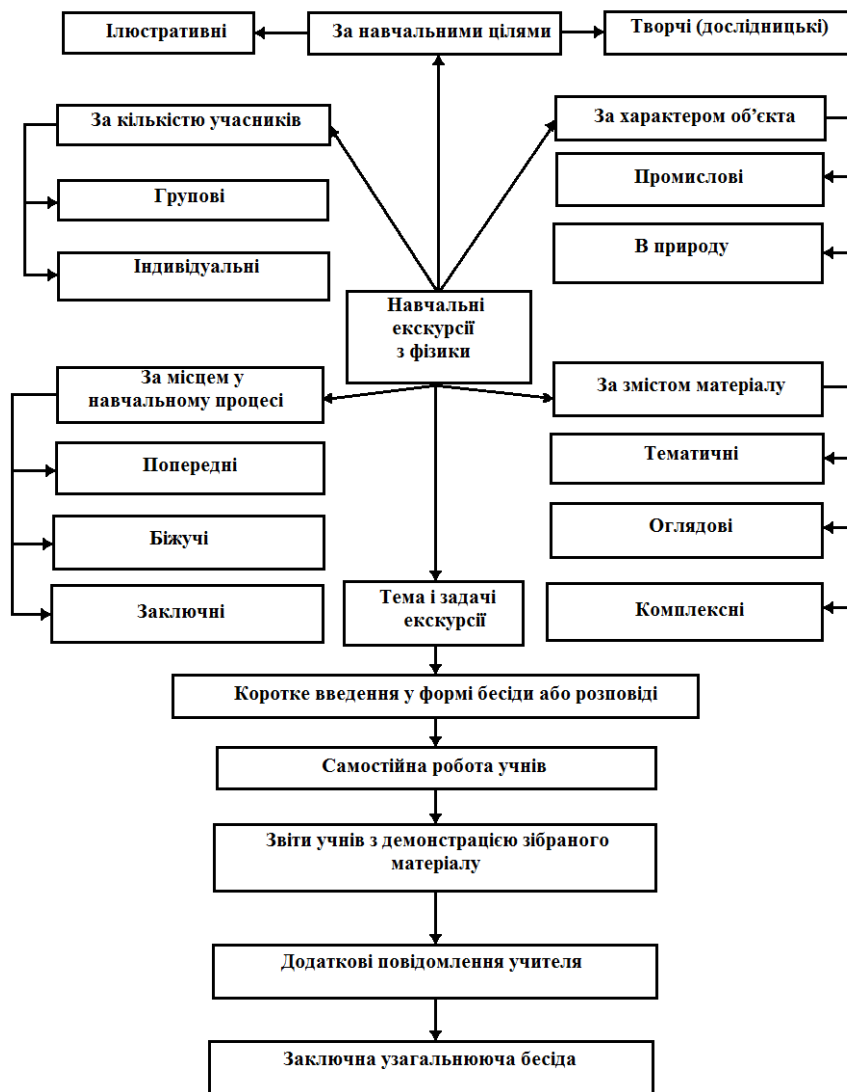 Ілюстративні
За навчальними цілями
Творчі (дослідницькі)
За кількістю учасників
Групові
Індивідуальні
За характером об’єкта
Промислові
В природу
Навчальні
екскурсії
з фізики
За місцем у
навчальному процесі
Попередні
Біжучі
Заключні
За змістом матеріалу
Тематичні
Оглядові
Комплексні
Тема і задачі
екскурсії
Коротке введення у формі бесіди або розповіді
Самостійна робота учнів
Звіти учнів з демонстрацією зібраного
матеріалу
Додаткові повідомлення учителя
Заключна узагальнююча бесіда